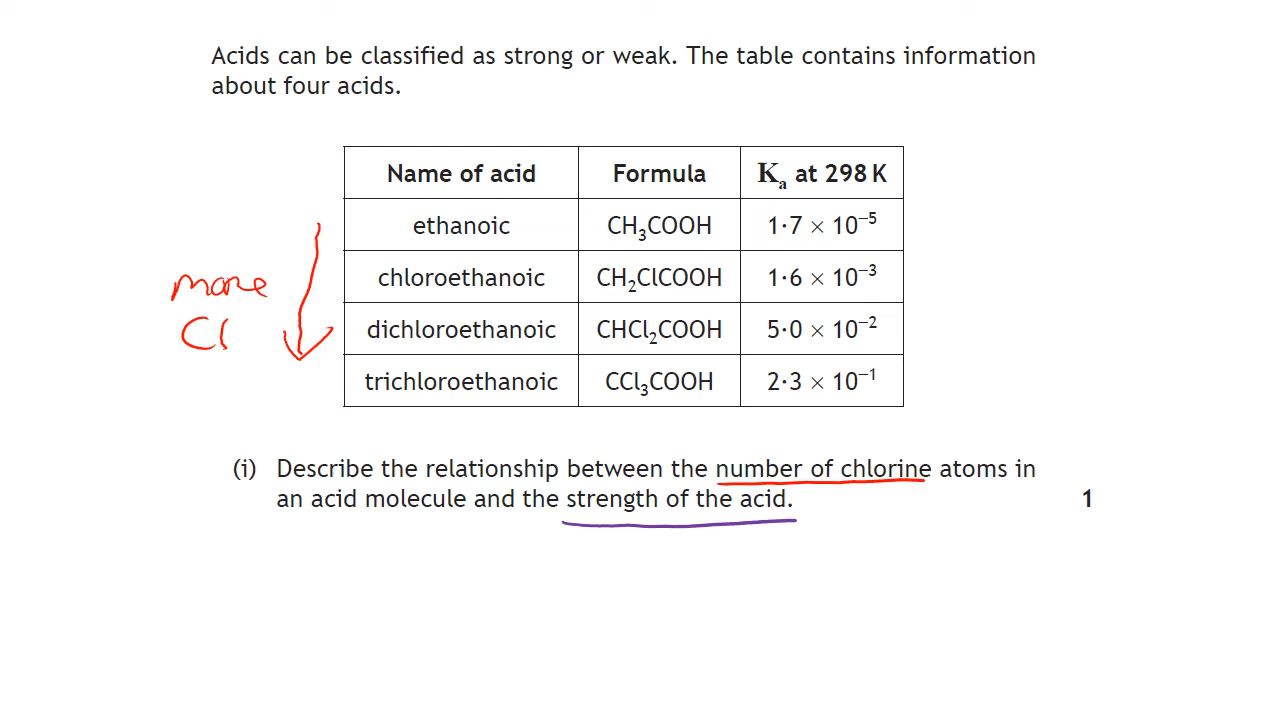 Acids can be classified as strong or weak. The table contains information
about four acids.
Name of acid Formula Kₐ at 298 K
ethanoic CH₃COOH 1·7 × 10⁻⁵
chloroethanoic CH₂ClCOOH 1·6 × 10⁻³
dichloroethanoic CHCl₂COOH 5·0 × 10⁻²
trichloroethanoic CCl₃COOH 2·3 × 10⁻¹
more
Cl
(i) Describe the relationship between the number of chlorine atoms in
an acid molecule and the strength of the acid. 1